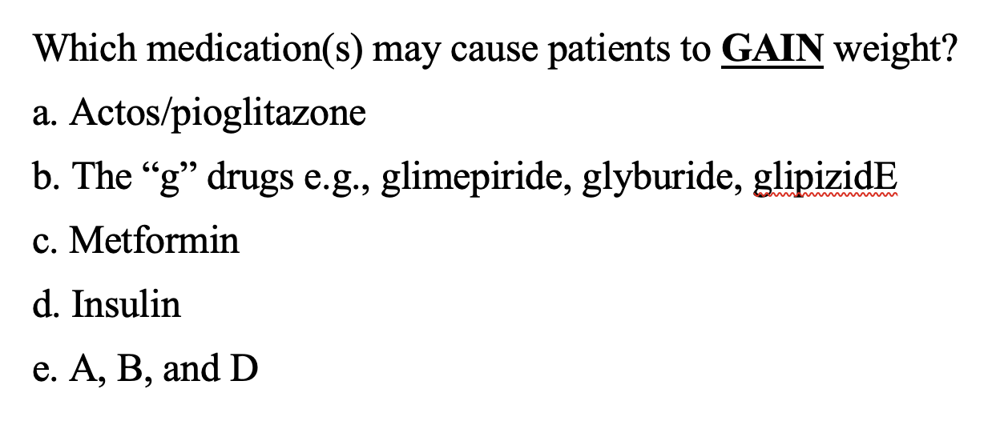 Which medication(s) may cause patients to GAIN weight?
a. Actos/pioglitazone
b. The “g” drugs e.g., glimepiride, glyburide, glipizidE
c. Metformin
d. Insulin
e. A, B, and D